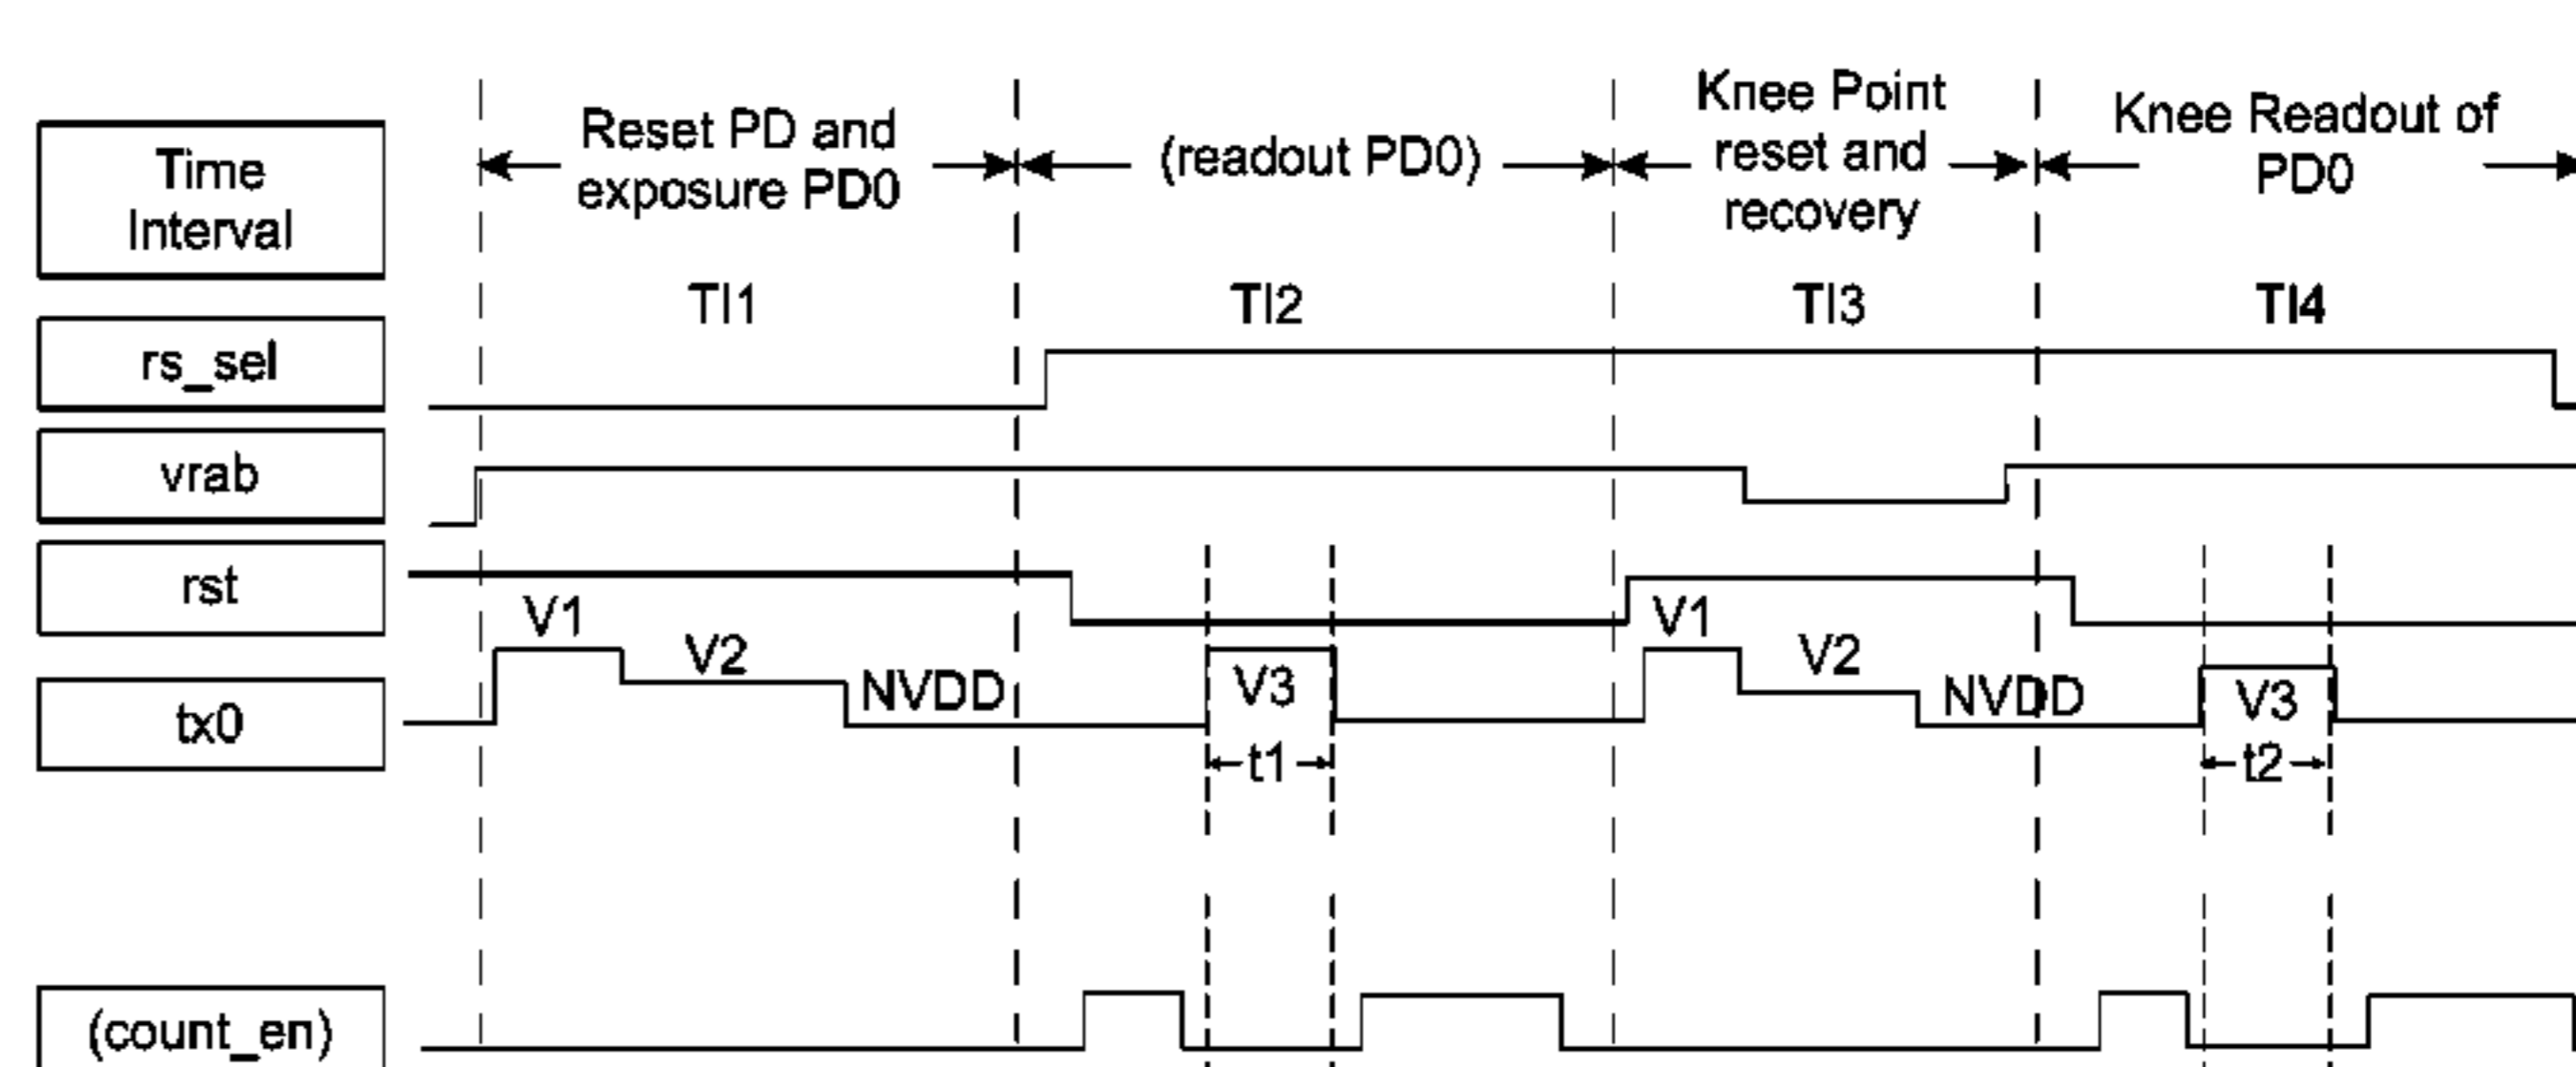 Time
Interval
Reset PD and
exposure PD0
(readout PD0)
Knee Point
reset and
recovery
Knee Readout of
PD0
TI1
TI2
TI3
TI4
rs_sel
vrab
rst
V1
V1
tx0
V2
NVDD
V3
t1
V2
NVDD
V3
t2
(count_en)